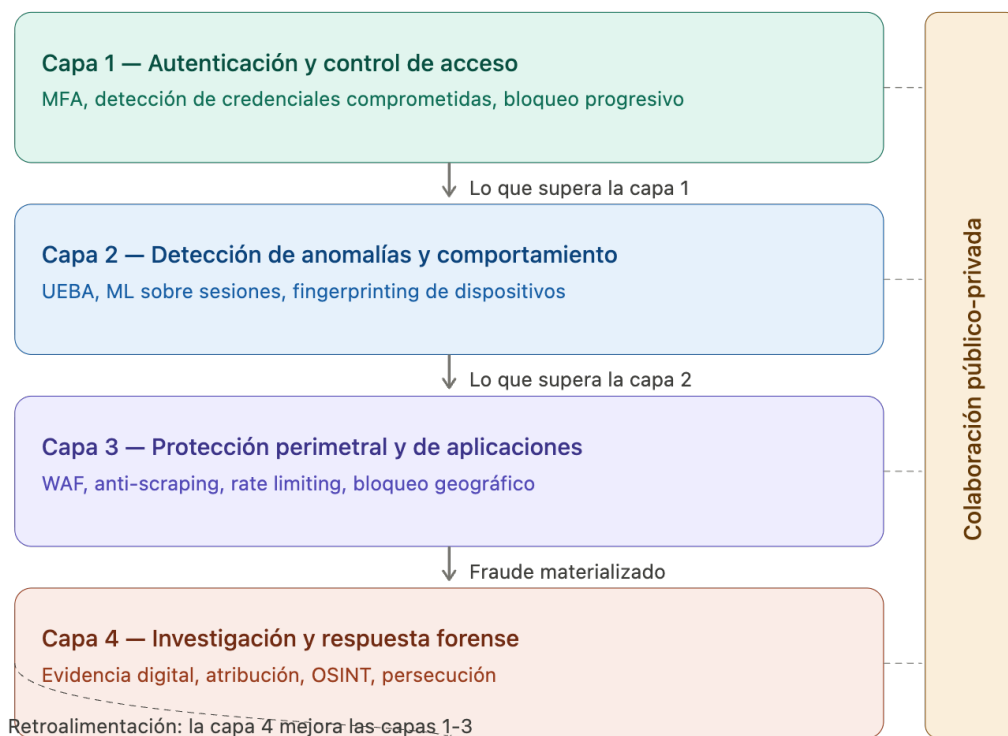 Capa 1 — Autenticación y control de acceso
MFA, detección de credenciales comprometidas, bloqueo progresivo
Lo que supera la capa 1
Capa 2 — Detección de anomalías y comportamiento
UEBA, ML sobre sesiones, fingerprinting de dispositivos
Lo que supera la capa 2
Capa 3 — Protección perimetral y de aplicaciones
WAF, anti-scraping, rate limiting, bloqueo geográfico
Fraude materializado
Capa 4 — Investigación y respuesta forense
Evidencia digital, atribución, OSINT, persecución
Retroalimentación: la capa 4 mejora las capas 1-3
Colaboración público-privada